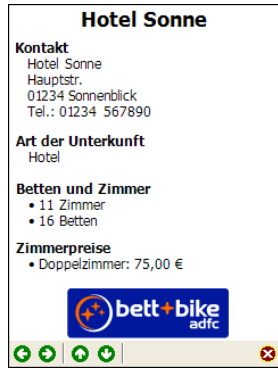 Hotel Sonne
Kontakt
Hotel Sonne
Hauptstr.
01234 Sonnenblick
Tel.: 01234 567890
Art der Unterkunft
Hotel
Betten und Zimmer
• 11 Zimmer
• 16 Betten
Zimmerpreise
• Doppelzimmer: 75,00 €
bett+bike
adfc